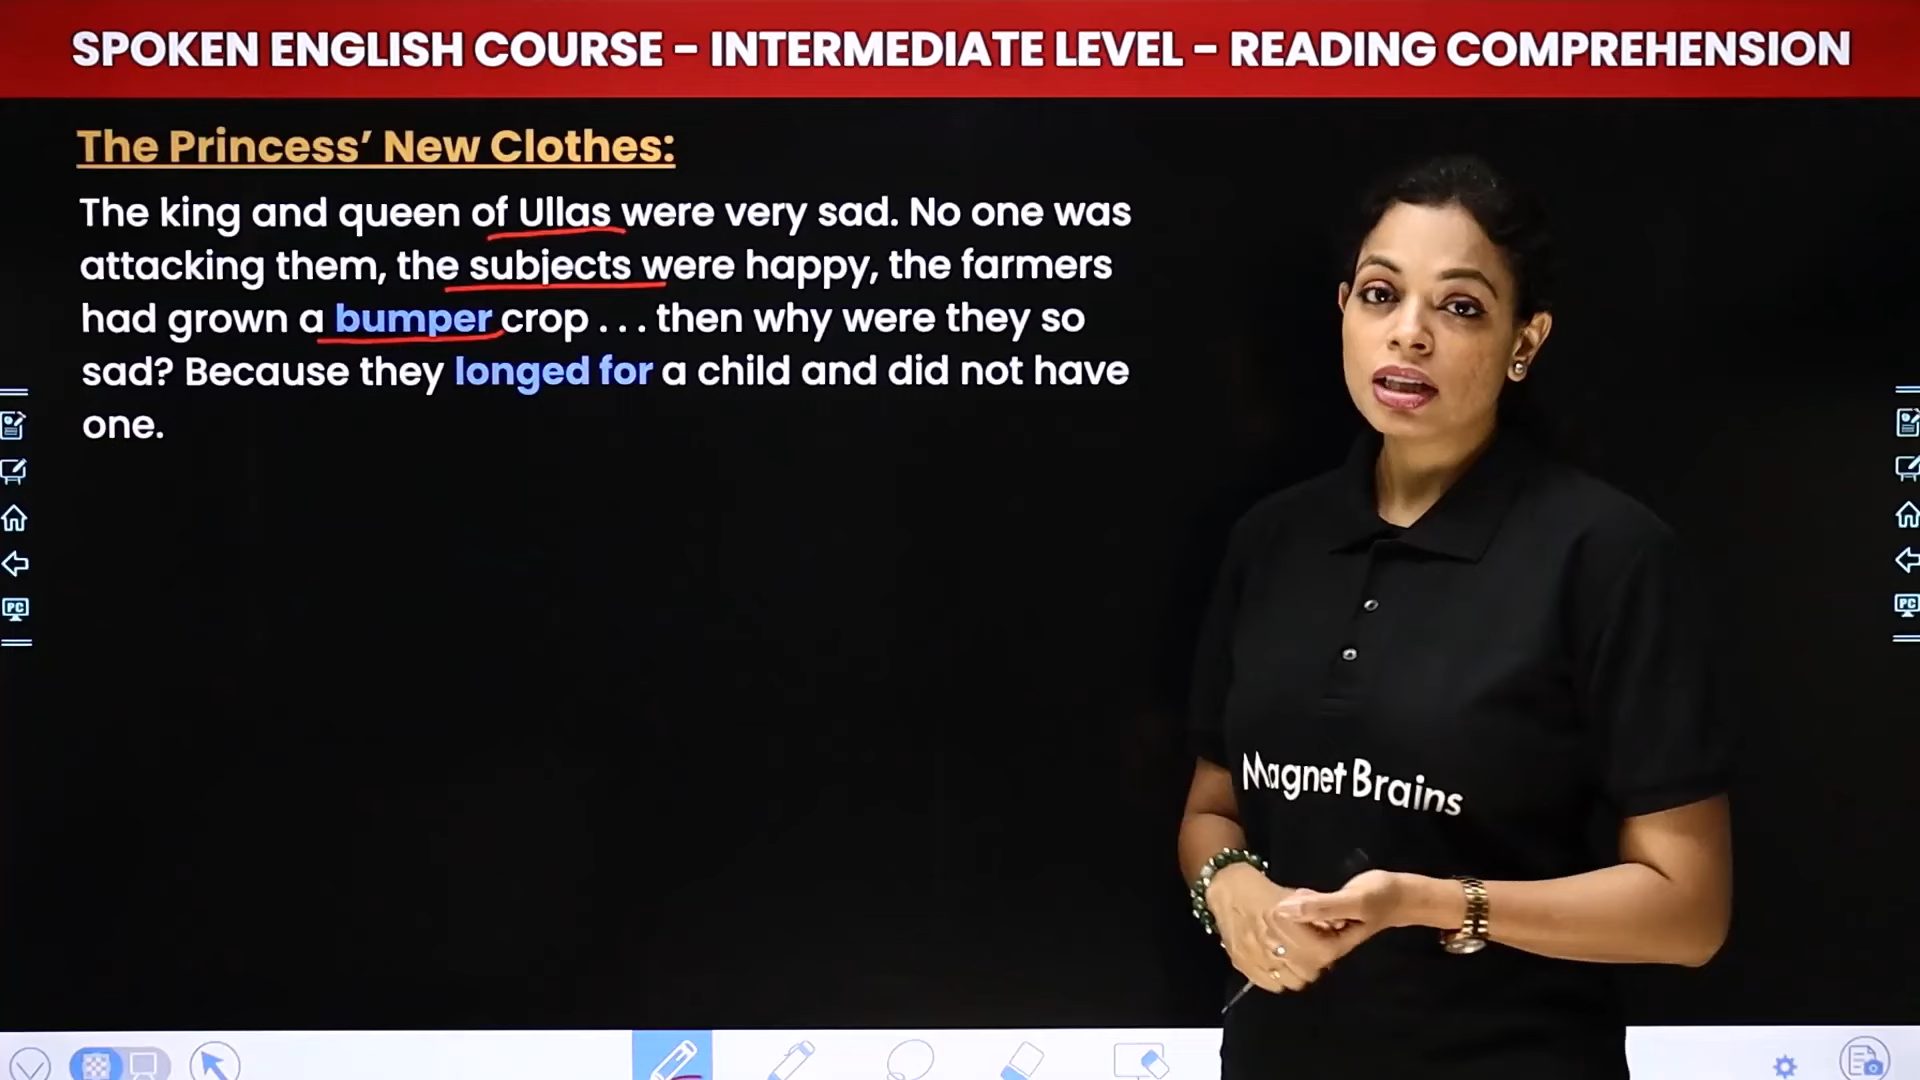 SPOKEN ENGLISH COURSE – INTERMEDIATE LEVEL – READING COMPREHENSION
The Princess’ New Clothes:
The king and queen of Ullas were very sad. No one was
attacking them, the subjects were happy, the farmers
had grown a bumper crop . . . then why were they so
sad? Because they longed for a child and did not have
one.
PC
PC
Magnet Brains